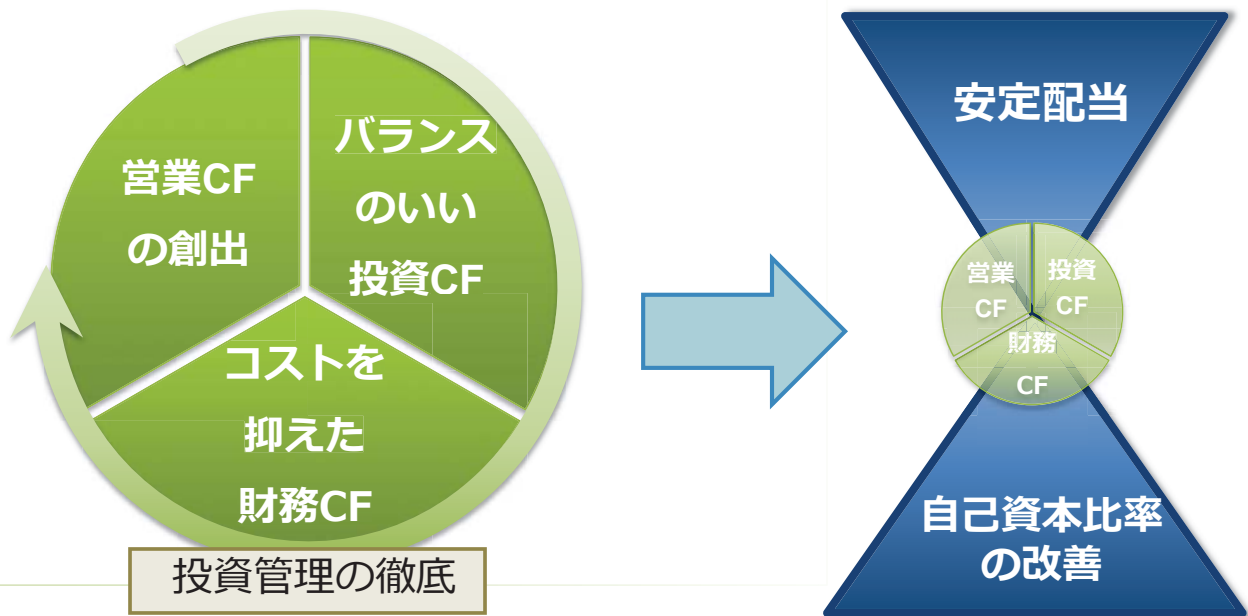 営業CF
の創出
バランス
のいい
投資CF
コストを
抑えた
財務CF
投資管理の徹底
安定配当
営業
CF
投資
CF
財務
CF
自己資本比率
の改善